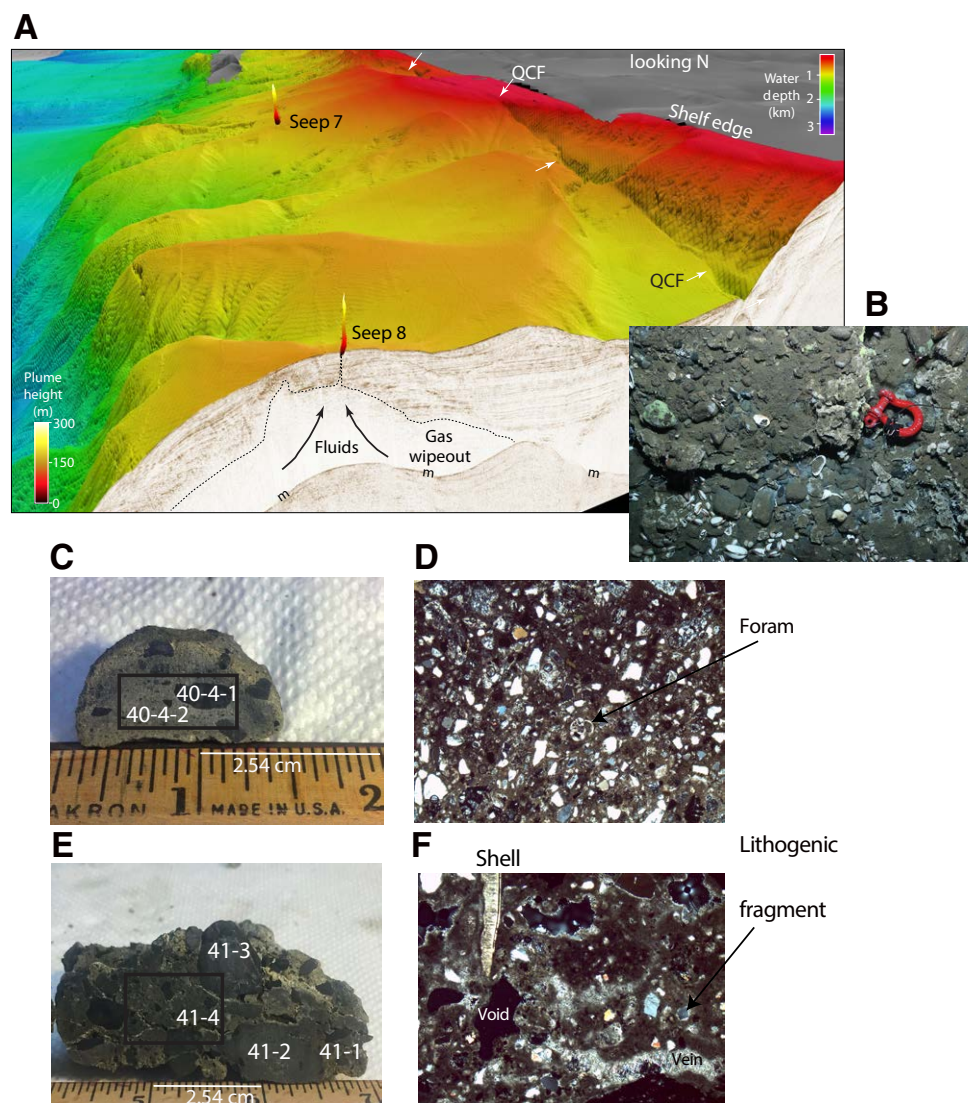 A
looking N
QCF
Water
depth
(km)
1
2
3
Seep 7
Shelf edge
QCF
B
Seep 8
Plume
height
(m)
300
150
0
Fluids
Gas
wipeout
m
m
m
C
D
40-4-1
40-4-2
2.54 cm
AKRON
1
MADE IN U.S.A.
2
Foram
E
F
Shell
Lithogenic
fragment
41-3
41-4
41-2
41-1
2.54 cm
Void
Vein